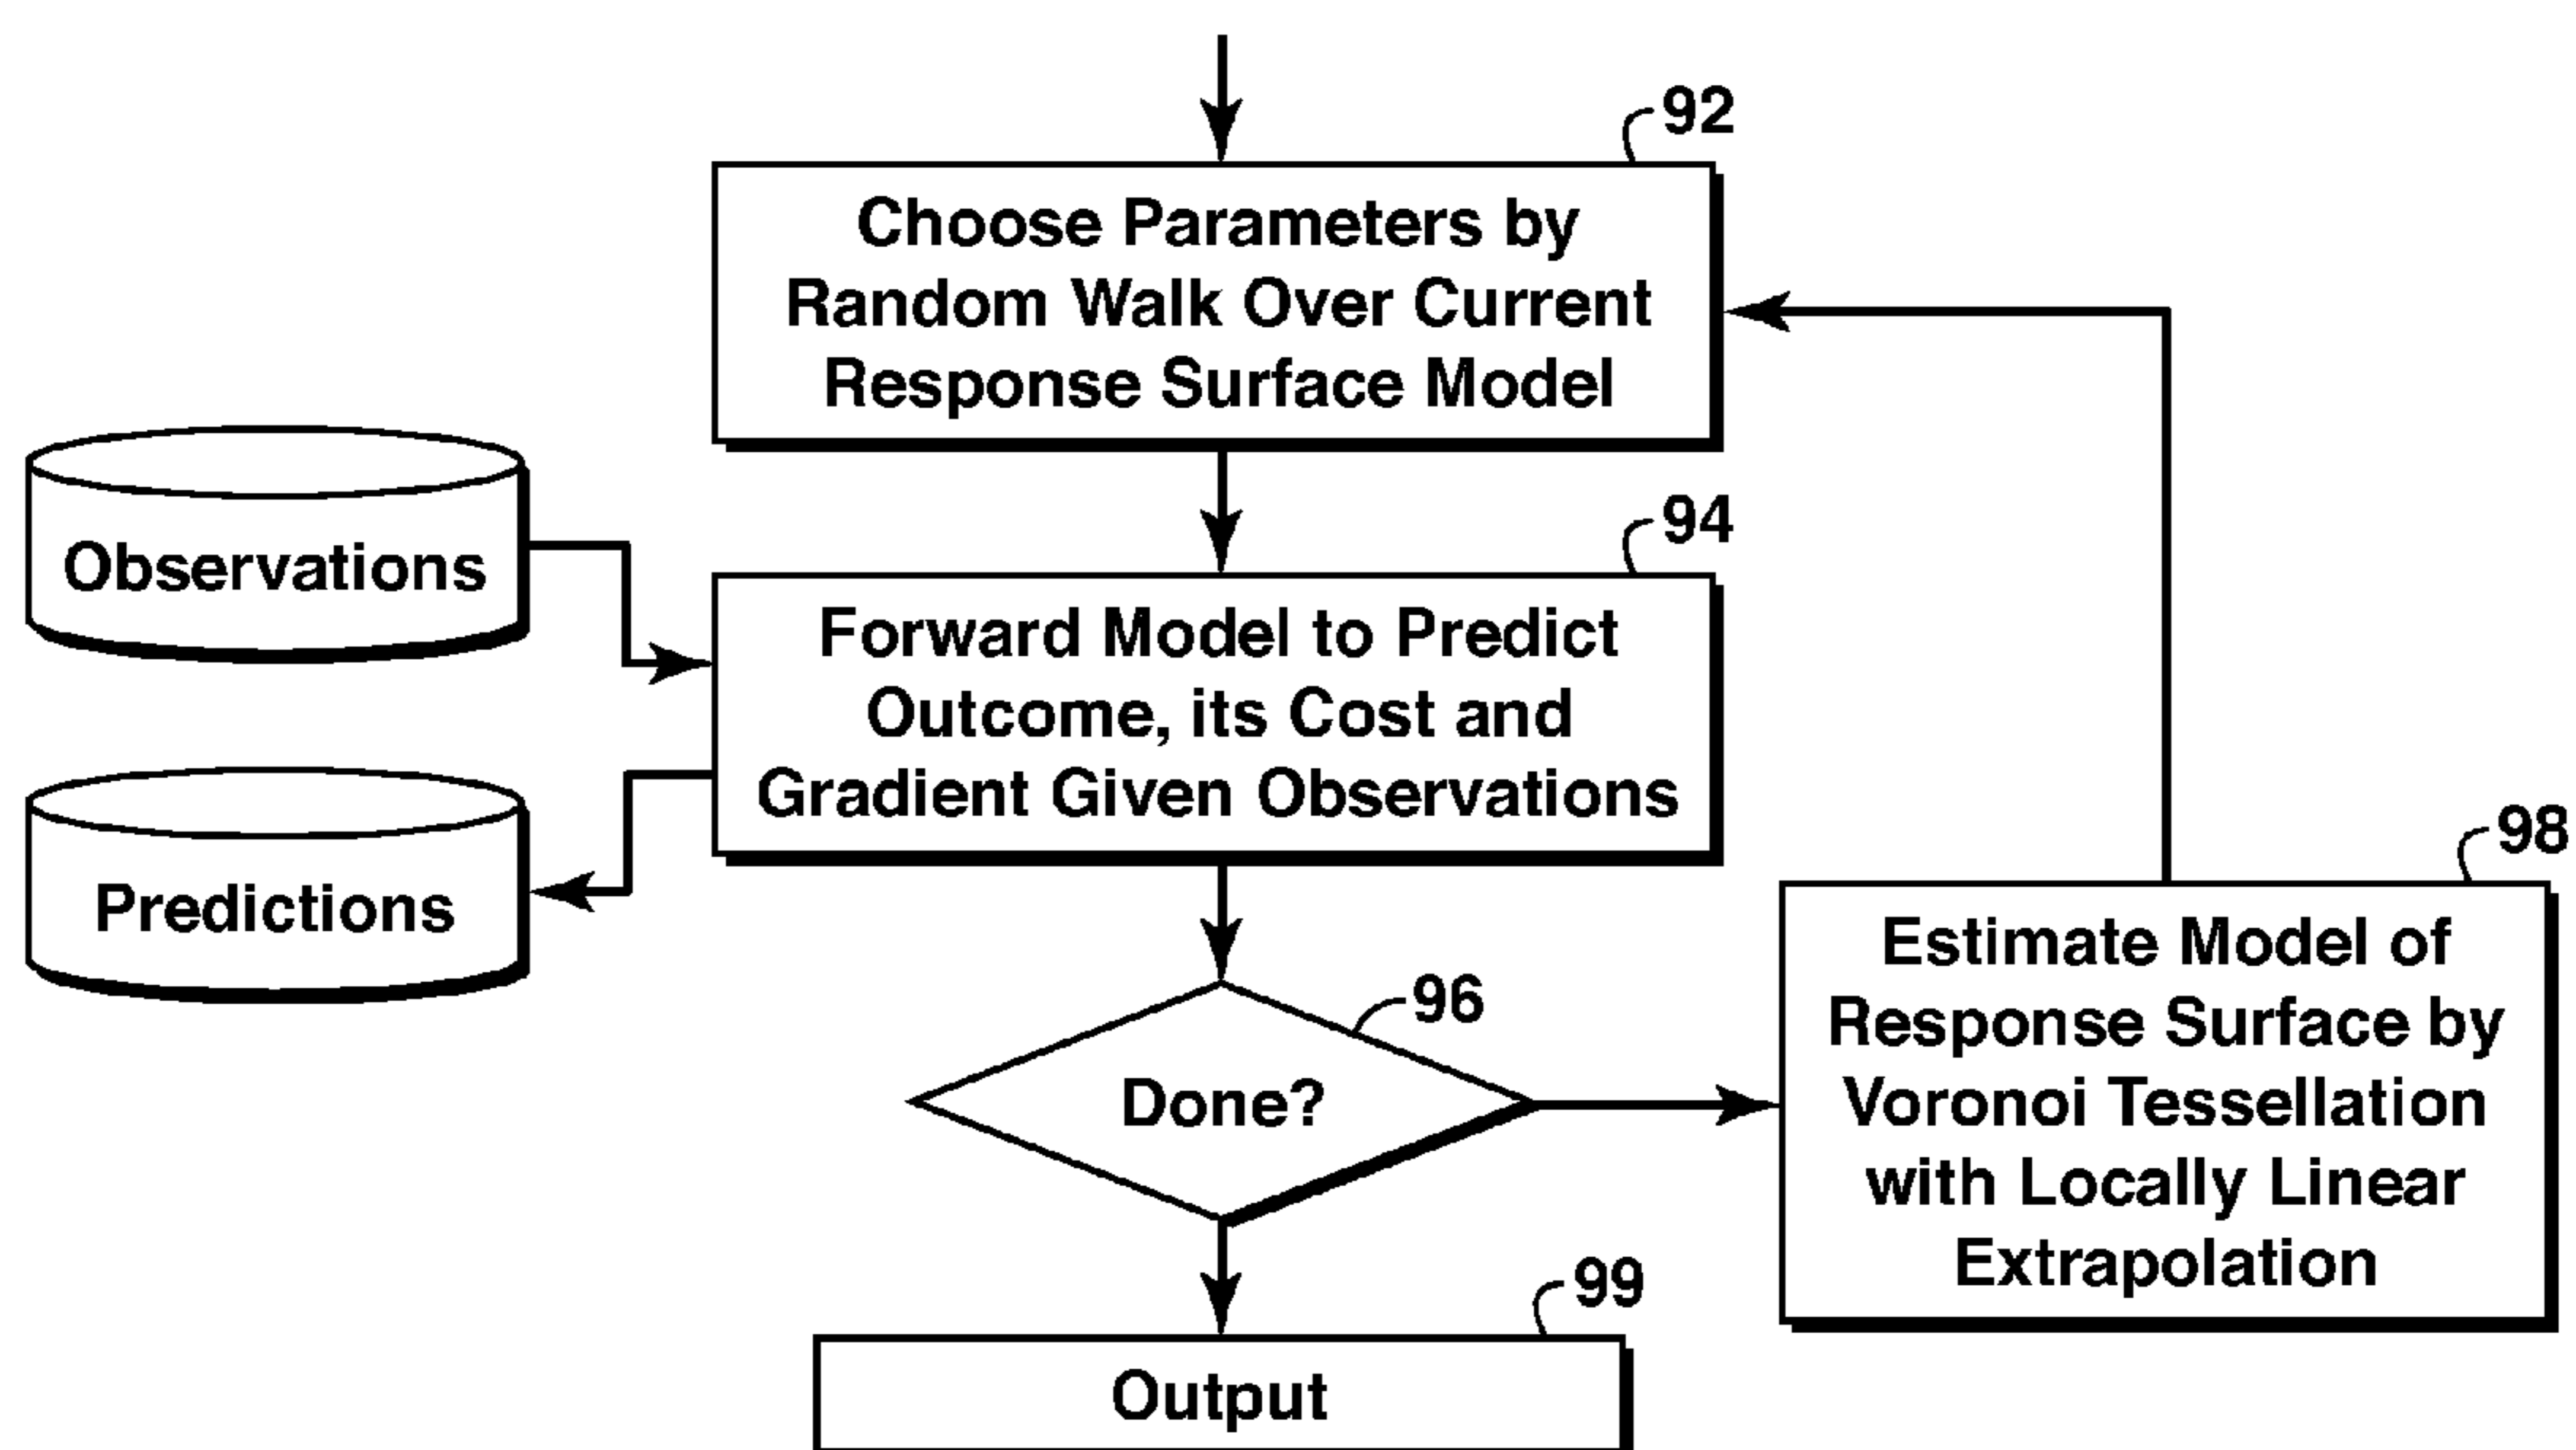 92
Choose Parameters by
Random Walk Over Current
Response Surface Model
Observations
94
Forward Model to Predict
Outcome, its Cost and
Gradient Given Observations
Predictions
96
Done?
98
Estimate Model of
Response Surface by
Voronoi Tessellation
with Locally Linear
Extrapolation
99
Output